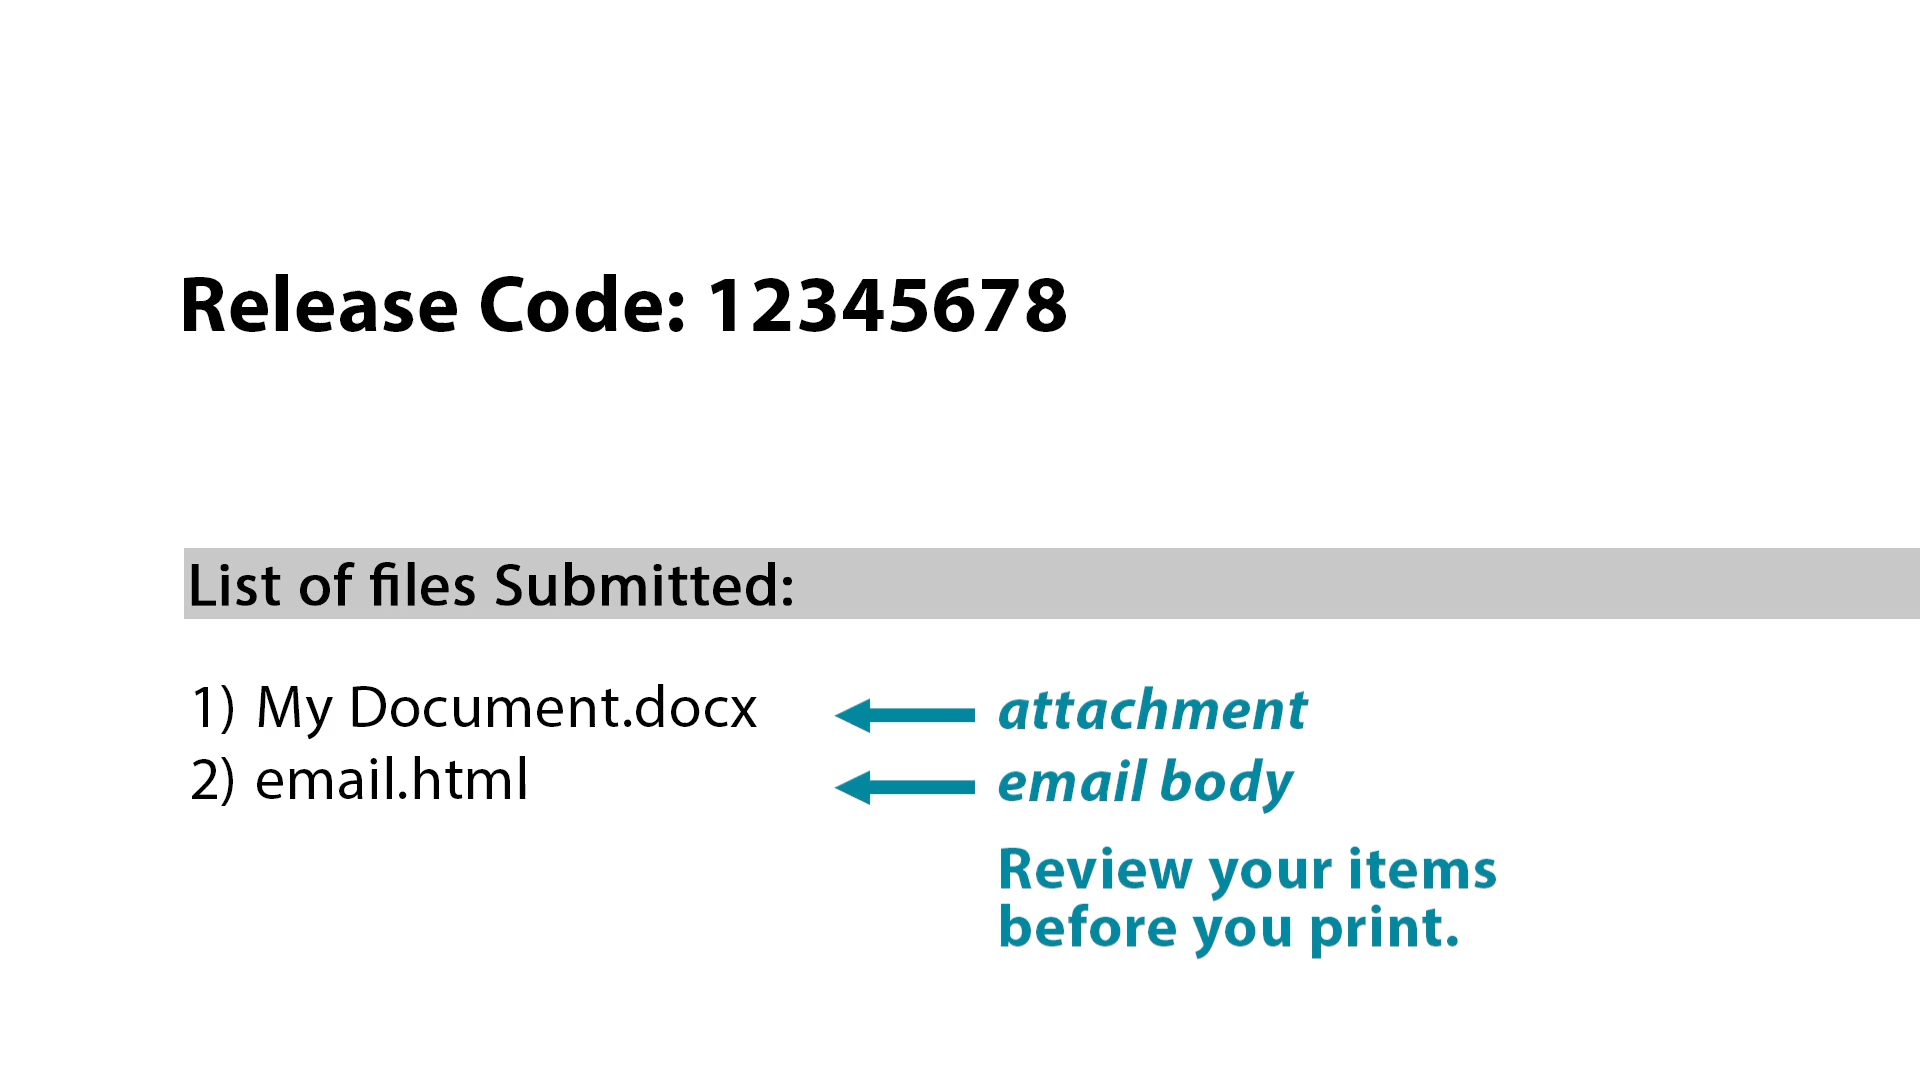 Release Code: 12345678
List of files Submitted:
1) My Document.docx
attachment
2) email.html
email body
Review your items
before you print.